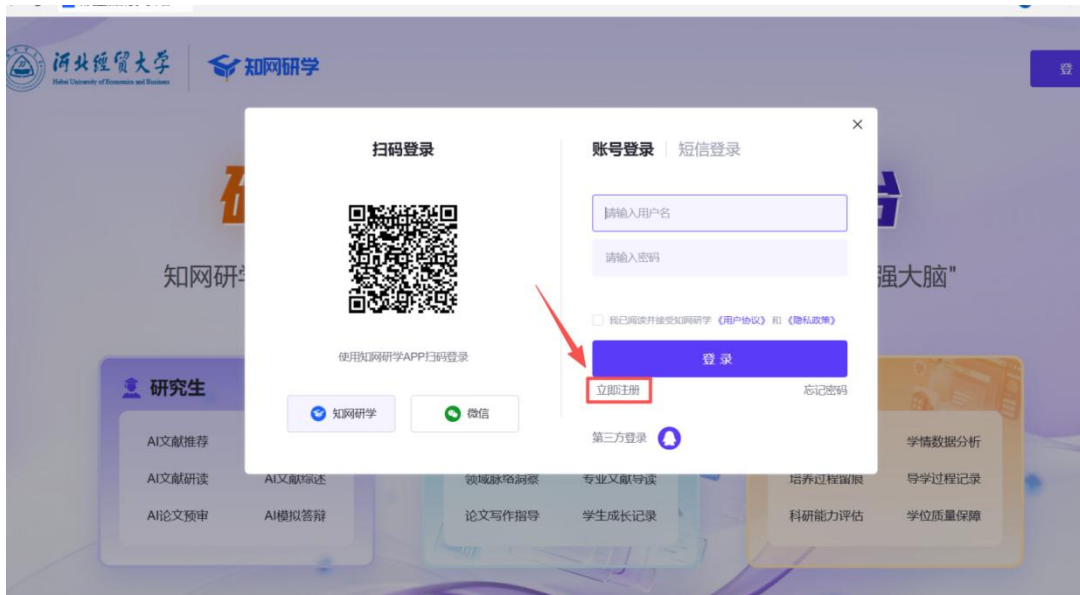 河北经贸大学
Hebei University of Economics and Business
知网研学
登
扫码登录
账号登录
短信登录
请输入用户名
请输入密码
我已阅读并接受知网研学 《用户协议》 和 《隐私政策》
使用知网研学APP扫码登录
登 录
立即注册
忘记密码
知网研学
微信
第三方登录
知网研
强大脑"
研究生
AI文献推荐
AI文献研读
AI文献综述
AI论文预审
AI模拟答辩
领域脉络洞察
专业文献导读
论文写作指导
学生成长记录
学情数据分析
培养过程留痕
导学过程记录
科研能力评估
学位质量保障